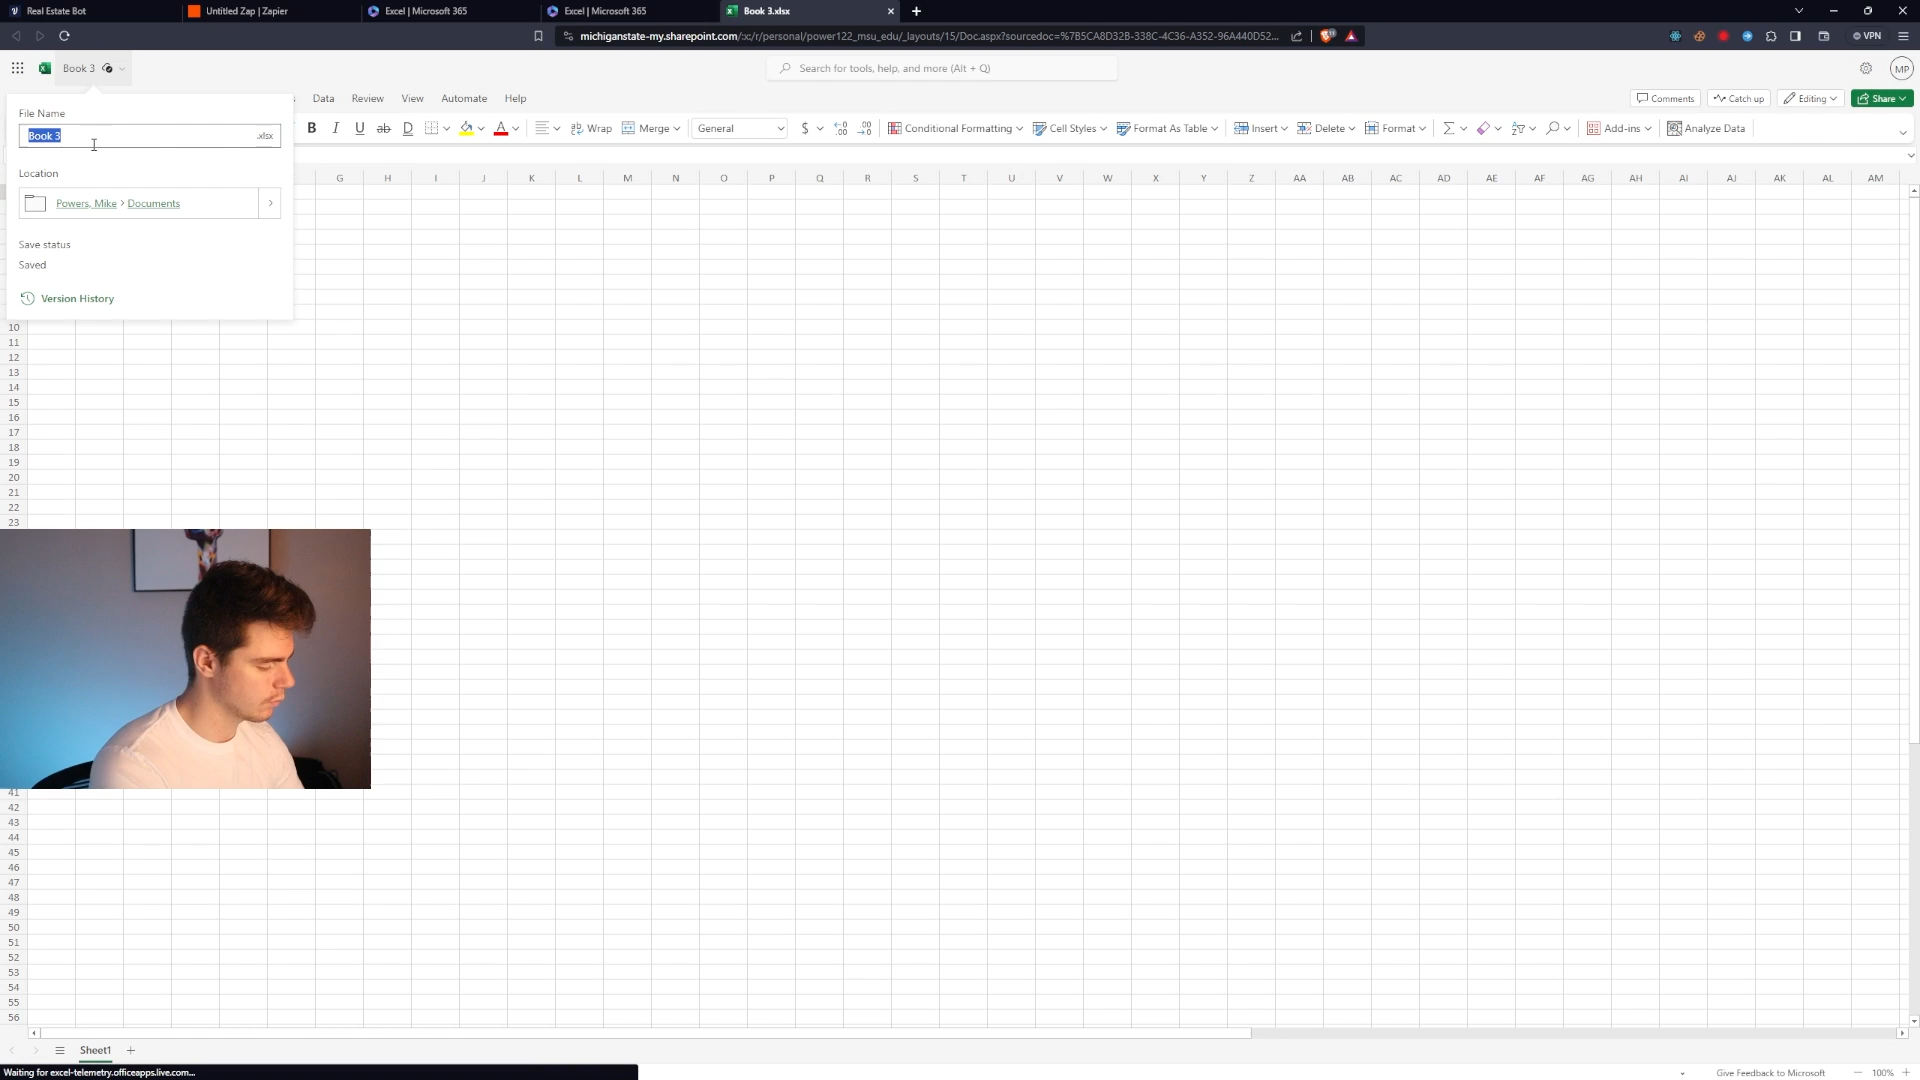 Real Estate Bot
Untitled Zap | Zapier
Excel | Microsoft 365
Excel | Microsoft 365
Book 3.xlsx
michiganstate-my.sharepoint.com/:x:/r/personal/power122_msu_edu/_layouts/15/Doc.aspx?sourcedoc=%7B5CA8D32B-338C-4C36-A352-96A440D52...
VPN
Book 3
Search for tools, help, and more (Alt + Q)
MP
Data Review View Automate Help
Comments Catch up Editing Share
B I U ab D A Wrap Merge General $ Conditional Formatting Cell Styles Format As Table Insert Delete Format Add-ins Analyze Data
File Name
Book 3 .xlsx
Location
Powers, Mike > Documents
Save status
Saved
Version History
G H I J K L M N O P Q R S T U V W X Y Z AA AB AC AD AE AF AG AH AI AJ AK AL AM
10
11
12
13
14
15
16
17
18
19
20
21
22
23
41
42
43
44
45
46
47
48
49
50
51
52
53
54
55
56
Sheet1
Waiting for excel-telemetry.officeapps.live.com...
Give Feedback to Microsoft
100%